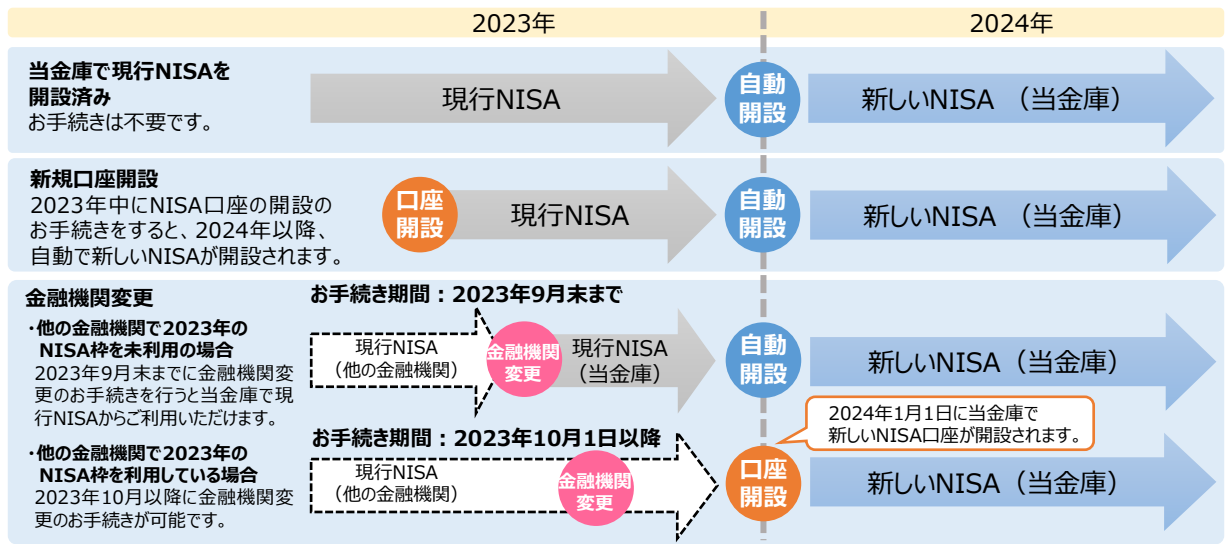 2023年
2024年
当金庫で現行NISAを
開設済み
お手続きは不要です。
現行NISA
自動
開設
新しいNISA （当金庫）
新規口座開設
2023年中にNISA口座の開設の
お手続きをすると、2024年以降、
自動で新しいNISAが開設されます。
口座
開設
現行NISA
自動
開設
新しいNISA （当金庫）
金融機関変更
・他の金融機関で2023年の
NISA枠を未利用の場合
2023年9月末までに金融機関変
更のお手続きを行うと当金庫で現
行NISAからご利用いただけます。
お手続き期間：2023年9月末まで
現行NISA
（他の金融機関）
金融機関
変更
現行NISA
（当金庫）
自動
開設
新しいNISA（当金庫）
2024年1月1日に当金庫で
新しいNISA口座が開設されます。
・他の金融機関で2023年の
NISA枠を利用している場合
2023年10月以降に金融機関変
更のお手続きが可能です。
お手続き期間：2023年10月1日以降
現行NISA
（他の金融機関）
金融機関
変更
口座
開設
新しいNISA（当金庫）